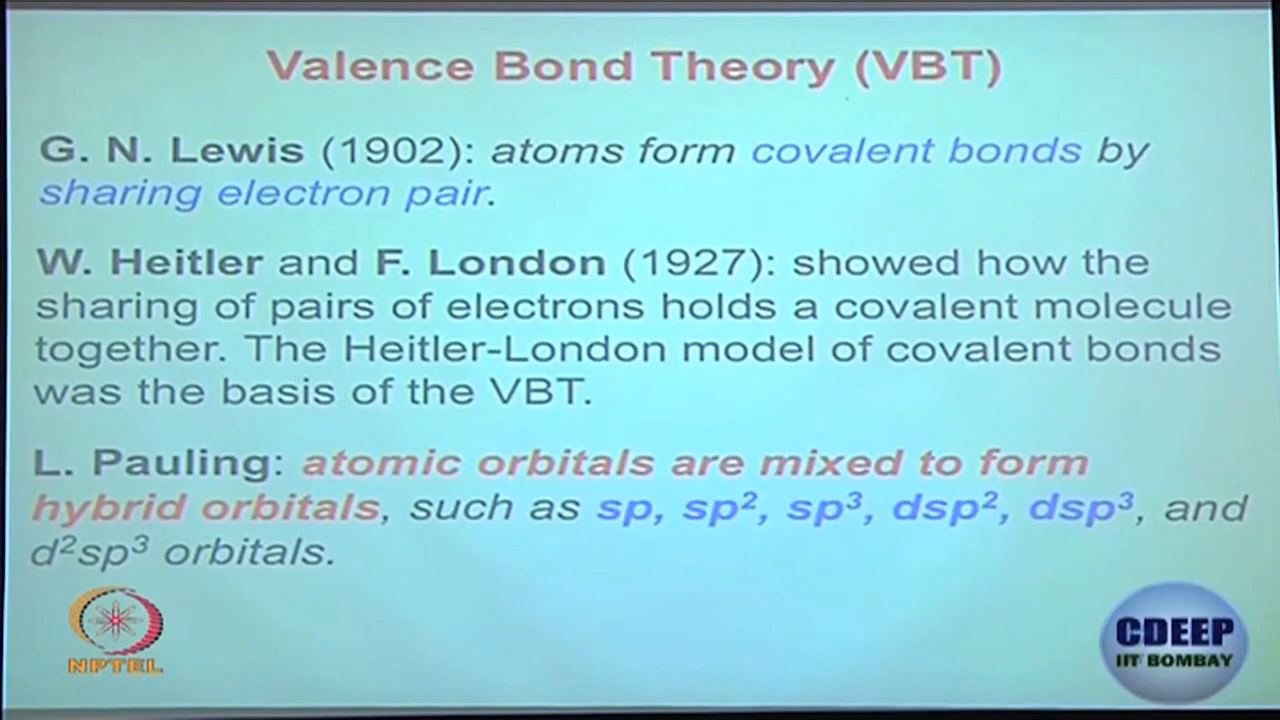 Valence Bond Theory (VBT)
G. N. Lewis (1902): atoms form covalent bonds by
sharing electron pair.
W. Heitler and F. London (1927): showed how the
sharing of pairs of electrons holds a covalent molecule
together. The Heitler-London model of covalent bonds
was the basis of the VBT.
L. Pauling: atomic orbitals are mixed to form
hybrid orbitals, such as sp, sp², sp³, dsp², dsp³, and
d²sp³ orbitals.
NPTEL
CDEEP
IIT BOMBAY